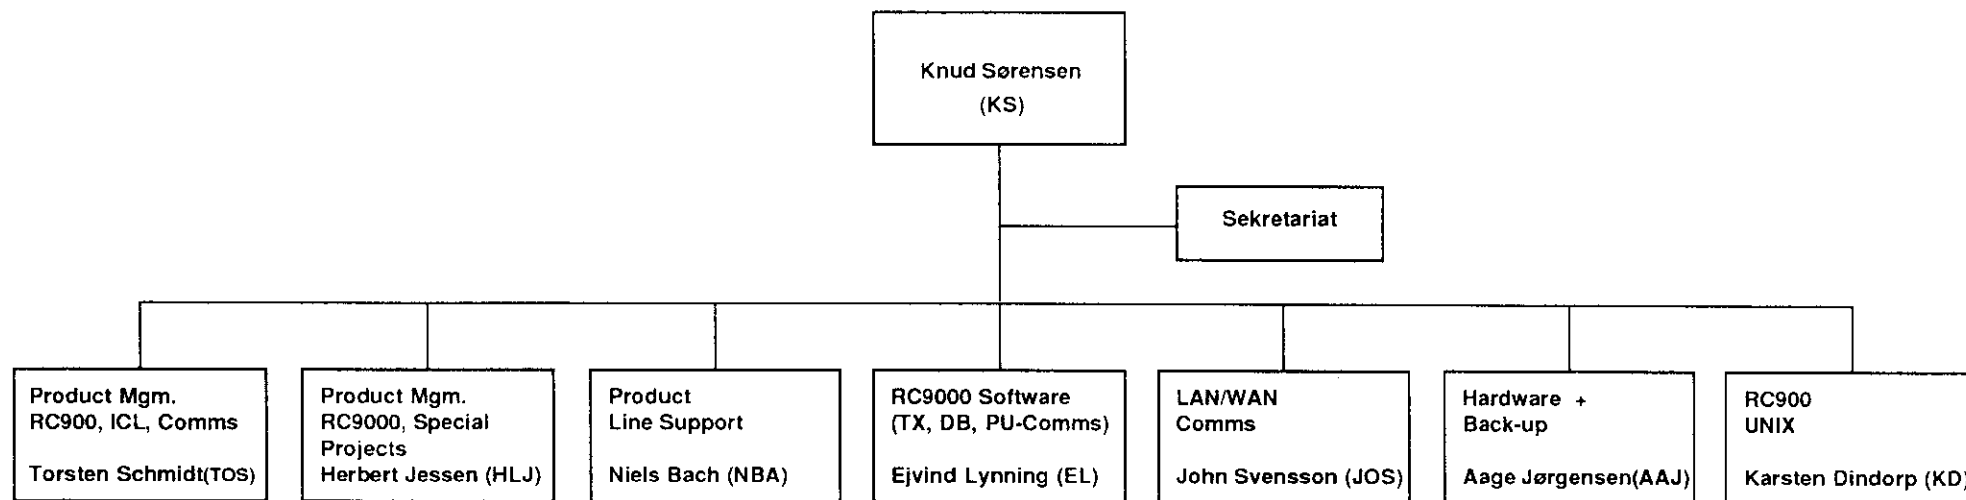 Knud Sørensen
(KS)
Sekretariat
Product Mgm.
RC900, ICL, Comms
Torsten Schmidt(TOS)
Product Mgm.
RC9000, Special
Projects
Herbert Jessen (HLJ)
Product
Line Support
Niels Bach (NBA)
RC9000 Software
(TX, DB, PU-Comms)
Ejvind Lynning (EL)
LAN/WAN
Comms
John Svensson (JOS)
Hardware +
Back-up
Aage Jørgensen(AAJ)
RC900
UNIX
Karsten Dindorp (KD)